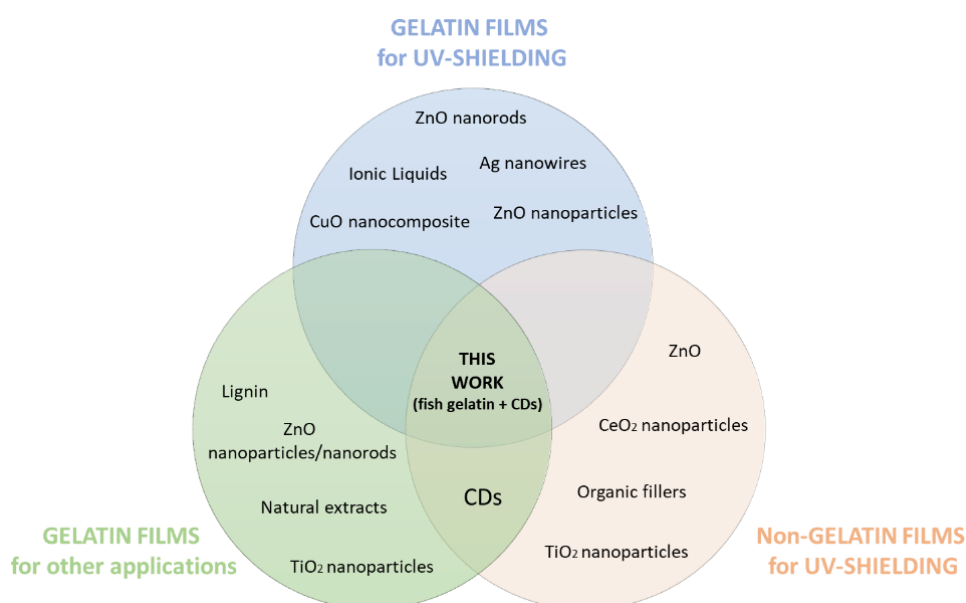 GELATIN FILMS
for UV-SHIELDING
ZnO nanorods
Ag nanowires
Ionic Liquids
ZnO nanoparticles
CuO nanocomposite
THIS
WORK
(fish gelatin + CDs)
Lignin
ZnO
nanoparticles/nanorods
Natural extracts
TiO₂ nanoparticles
CDs
ZnO
CeO₂ nanoparticles
Organic fillers
TiO₂ nanoparticles
GELATIN FILMS
for other applications
Non-GELATIN FILMS
for UV-SHIELDING